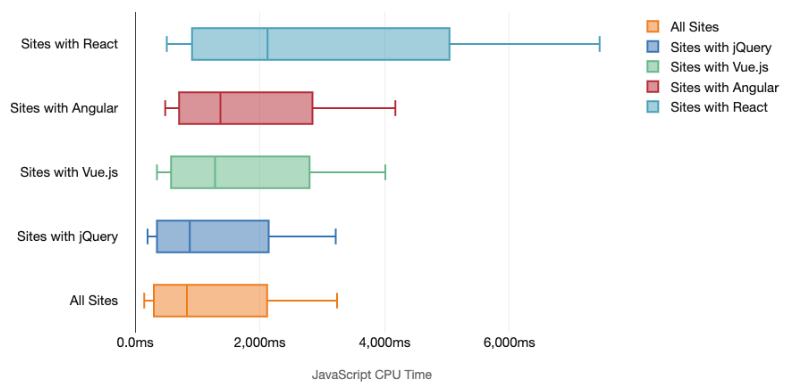 Sites with React
Sites with Angular
Sites with Vue.js
Sites with jQuery
All Sites
0.0ms 2,000ms 4,000ms 6,000ms
JavaScript CPU Time
All Sites
Sites with jQuery
Sites with Vue.js
Sites with Angular
Sites with React